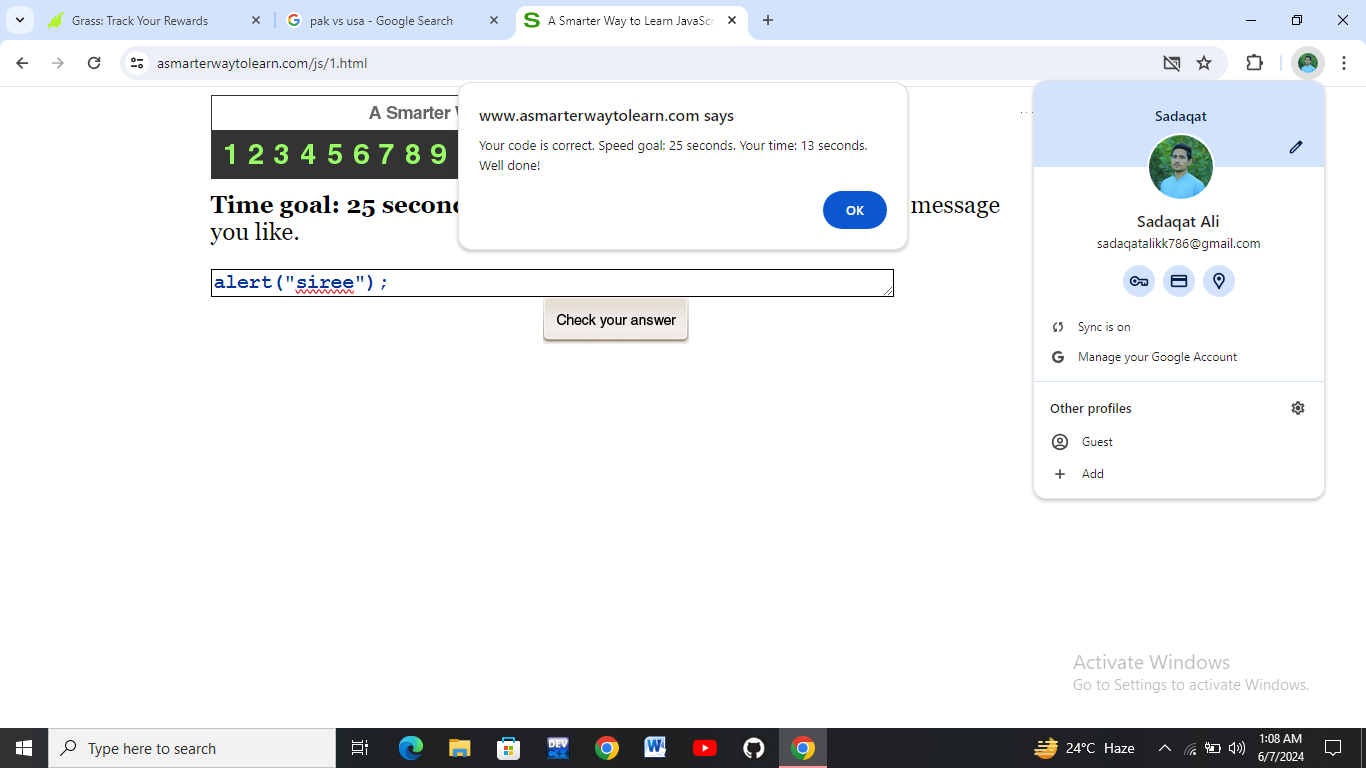 Grass: Track Your Rewards
pak vs usa - Google Search
A Smarter Way to Learn JavaScr
asmarterwaytolearn.com/js/1.html
A Smarter
1 2 3 4 5 6 7 8 9
www.asmarterwaytolearn.com says
Your code is correct. Speed goal: 25 seconds. Your time: 13 seconds.
Well done!
OK
Time goal: 25 message
you like.
alert("siree");
Check your answer
Sadaqat
Sadaqat Ali
sadaqatalikk786@gmail.com
Sync is on
Manage your Google Account
Other profiles
Guest
Add
Activate Windows
Go to Settings to activate Windows.
Type here to search
DEV
24°C Haze
1:08 AM
6/7/2024